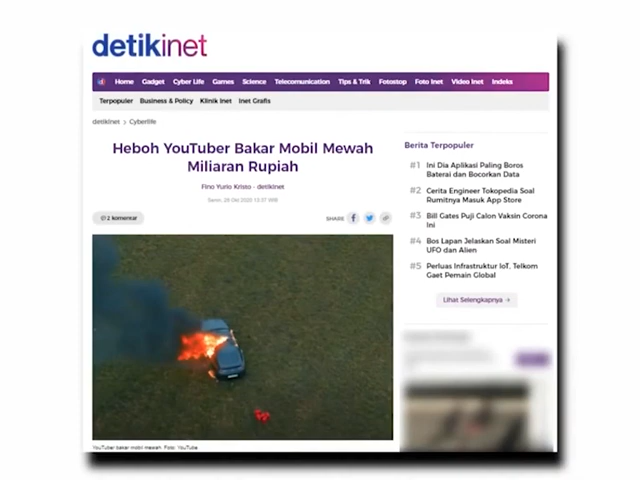 detikinet
Home Gadget Cyber Life Games Science Telecommunication Tips & Trik Fotostop Foto Inet Video Inet Indeks
Terpopuler Business & Policy Klinik Inet Inet Grafis
detikInet > Cyberlife
Heboh YouTuber Bakar Mobil Mewah
Miliaran Rupiah
Fino Yurio Kristo - detikInet
2 komentar
SHARE
YouTuber bakar mobil mewah. Foto: YouTube
Berita Terpopuler
#1 Ini Dia Aplikasi Paling Boros
Baterai dan Bocorkan Data
#2 Cerita Engineer Tokopedia Soal
Rumitnya Masuk App Store
#3 Bill Gates Puji Calon Vaksin Corona
Ini
#4 Bos Lapan Jelaskan Soal Misteri
UFO dan Alien
#5 Perluas Infrastruktur IoT, Telkom
Gaet Pemain Global
Lihat Selengkapnya